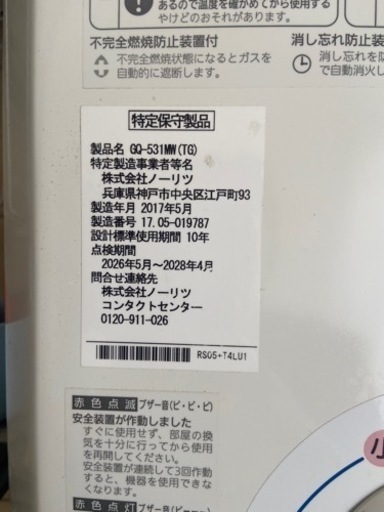 あるので温度を確かめてから使用する
やけどのおそれがあります。
不完全燃焼防止装置付
不完全燃焼状態になるとガスを
自動的に遮断します。
消し忘れ防止装
消し忘れを防
で自動消火し
特定保守製品
製品名 GQ-531MW(TG)
特定製造事業者等名
株式会社ノーリツ
兵庫県神戸市中央区江戸町93
製造年月 2017年5月
製造番号 17.05-019787
設計標準使用期間 10年
点検期間
2026年5月～2028年4月
問合せ連絡先
株式会社ノーリツ
コンタクトセンター
0120-911-026
RS05+T4LU1
赤色点滅 ブザー音(ピ・ピ・ピ)
安全装置が作動しました
すぐに使用せず、部屋の換
気を十分に行ってから使用
を再開してください。
安全装置が連続して3回作動
すると、機器を使用できな
くなります。
赤色点灯 ブザー音(ピー